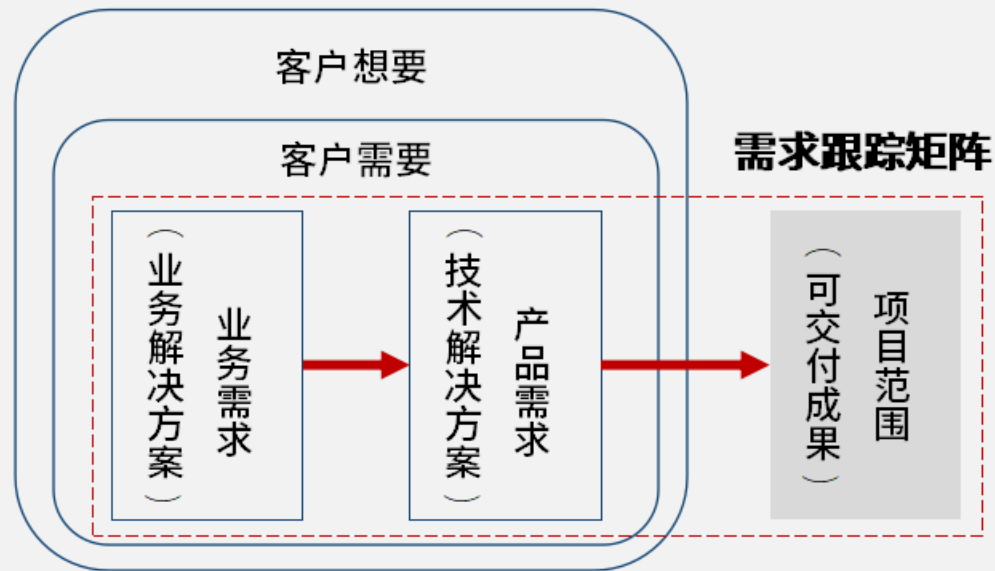 客户想要
客户需要
需求跟踪矩阵
业务需求
（业务解决方案）
产品需求
（技术解决方案）
项目范围
（可交付成果）